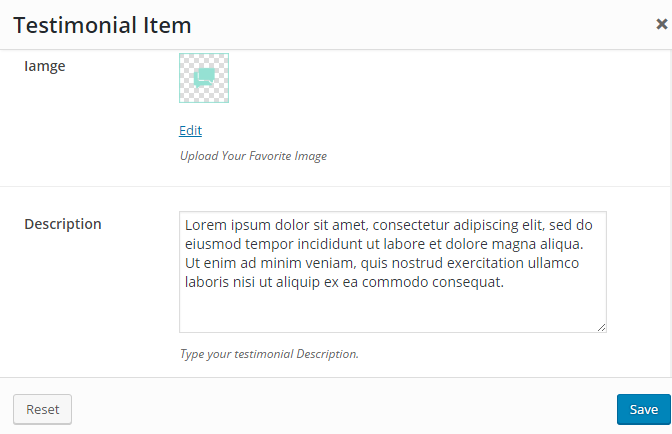 Testimonial Item
Iamge
Edit
Upload Your Favorite Image
Description
Lorem ipsum dolor sit amet, consectetur adipiscing elit, sed do
eiusmod tempor incididunt ut labore et dolore magna aliqua.
Ut enim ad minim veniam, quis nostrud exercitation ullamco
laboris nisi ut aliquip ex ea commodo consequat.
Type your testimonial Description.
Reset
Save